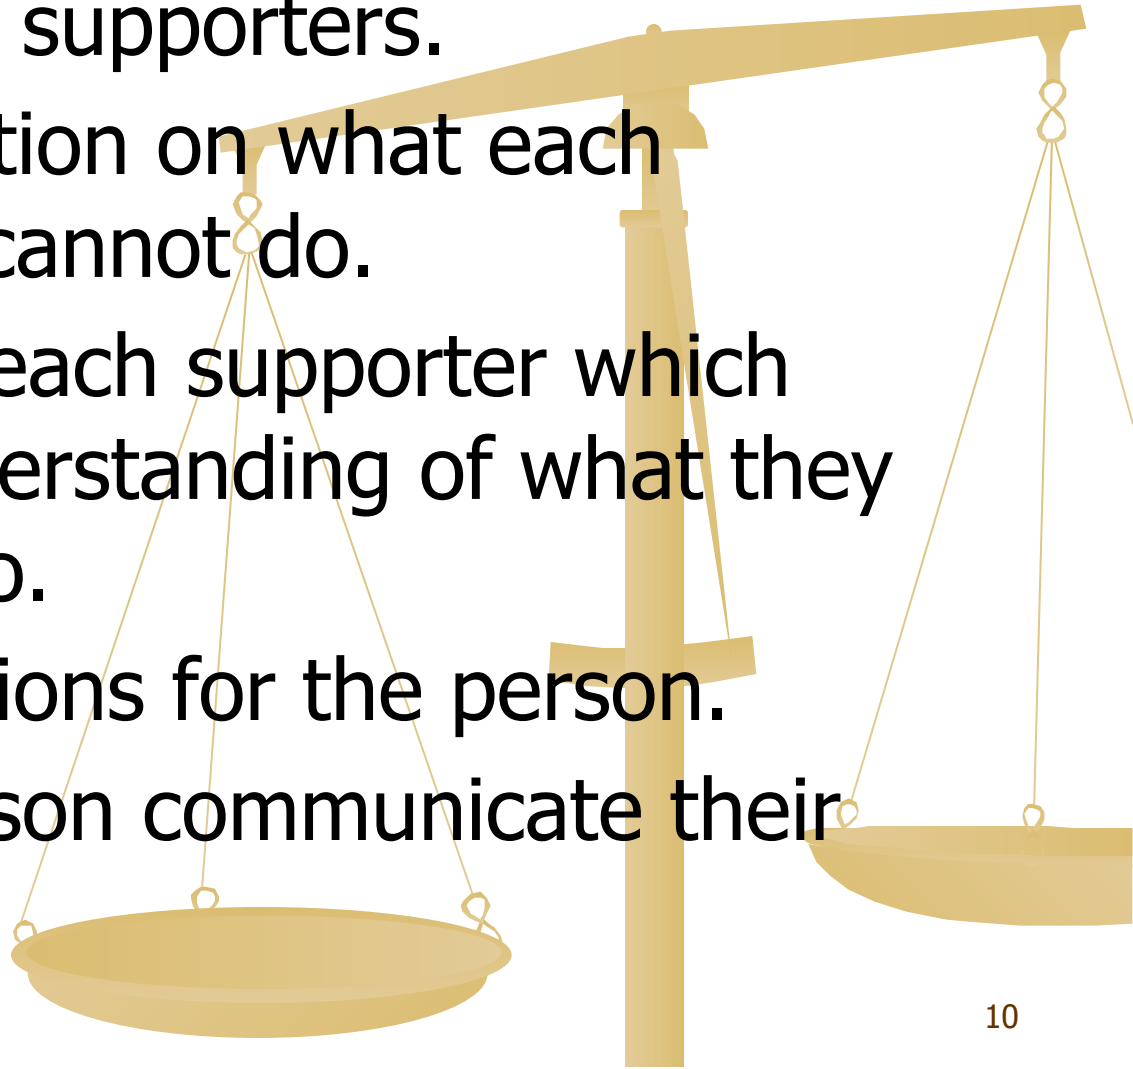 supporters.
tion on what each
cannot do.
each supporter which
erstanding of what they
o.
ions for the person.
son communicate their
10